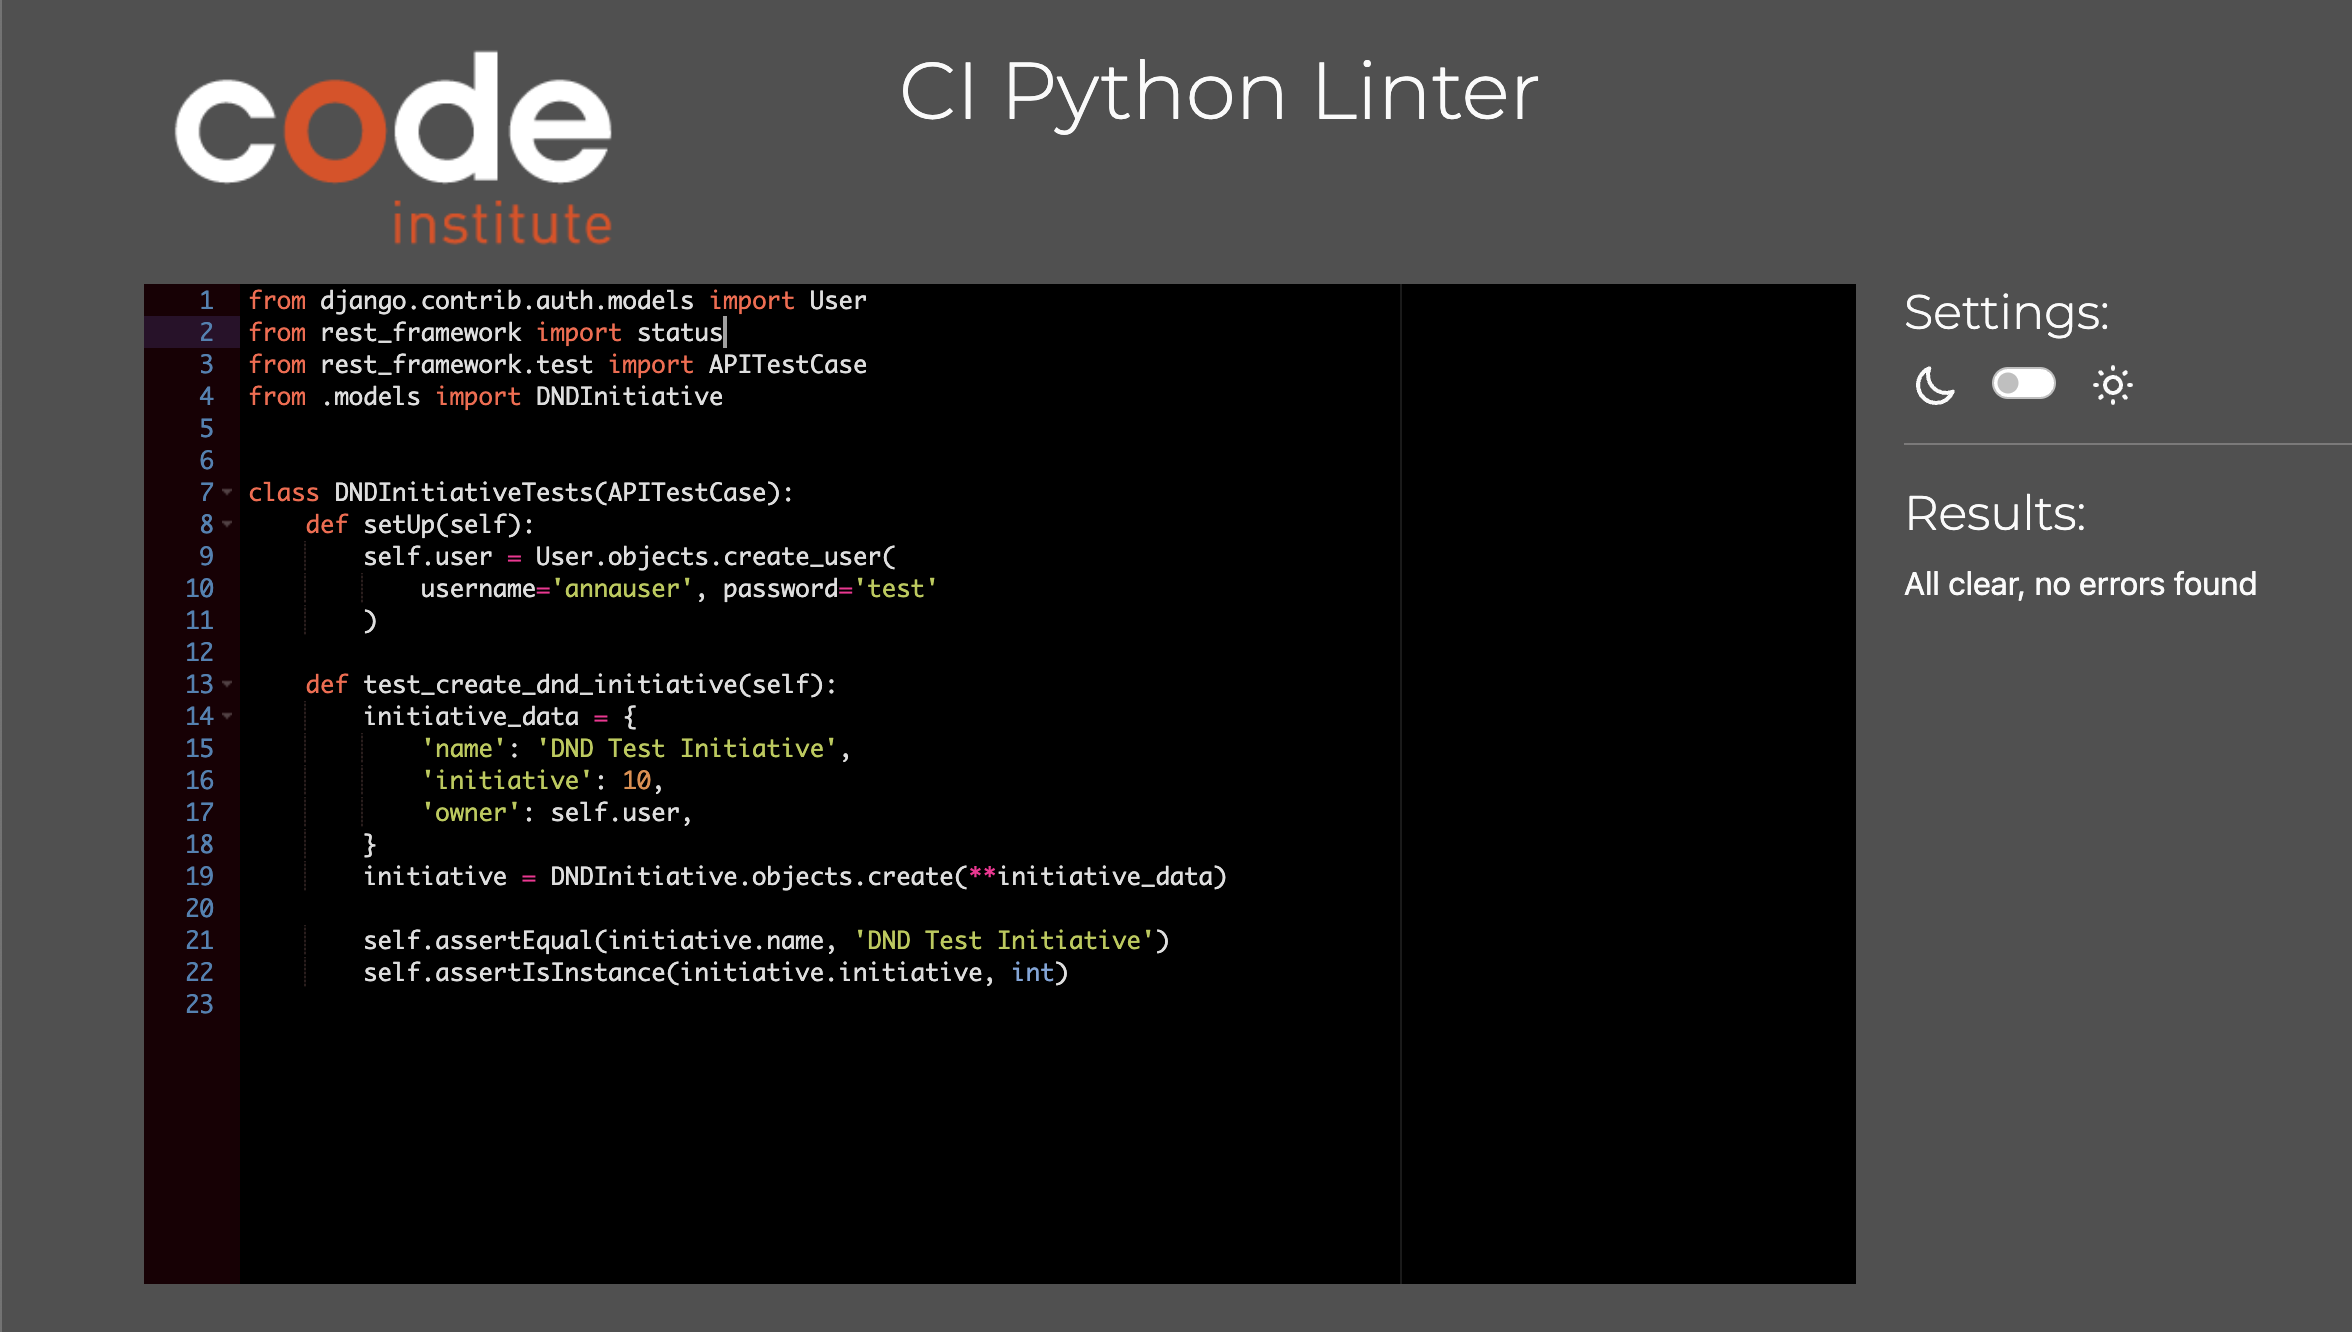 code
institute
CI Python Linter
1 from django.contrib.auth.models import User
2 from rest_framework import status
3 from rest_framework.test import APITestCase
4 from .models import DNDInitiative
5
6
7 class DNDInitiativeTests(APITestCase):
8     def setUp(self):
9         self.user = User.objects.create_user(
10             username='annauser', password='test'
11         )
12
13     def test_create_dnd_initiative(self):
14         initiative_data = {
15             'name': 'DND Test Initiative',
16             'initiative': 10,
17             'owner': self.user,
18         }
19         initiative = DNDInitiative.objects.create(**initiative_data)
20
21         self.assertEqual(initiative.name, 'DND Test Initiative')
22         self.assertIsInstance(initiative.initiative, int)
23
Settings:
Results:
All clear, no errors found